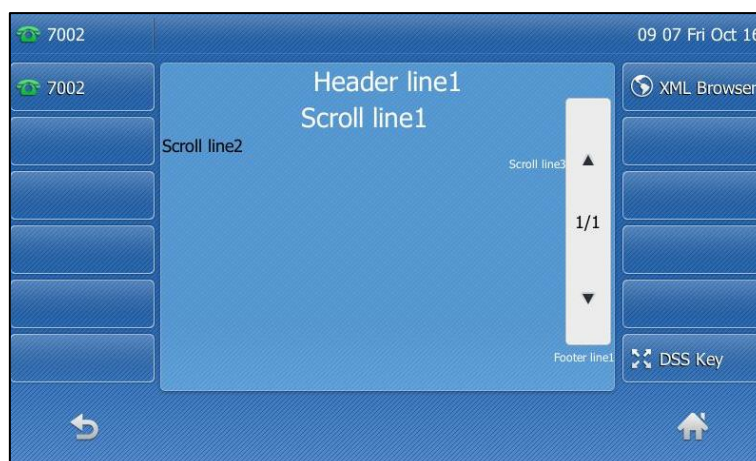 7002
09 07 Fri Oct 16
7002
Header line1
XML Browser
Scroll line1
Scroll line2
Scroll line3
1/1
Footer line1
DSS Key